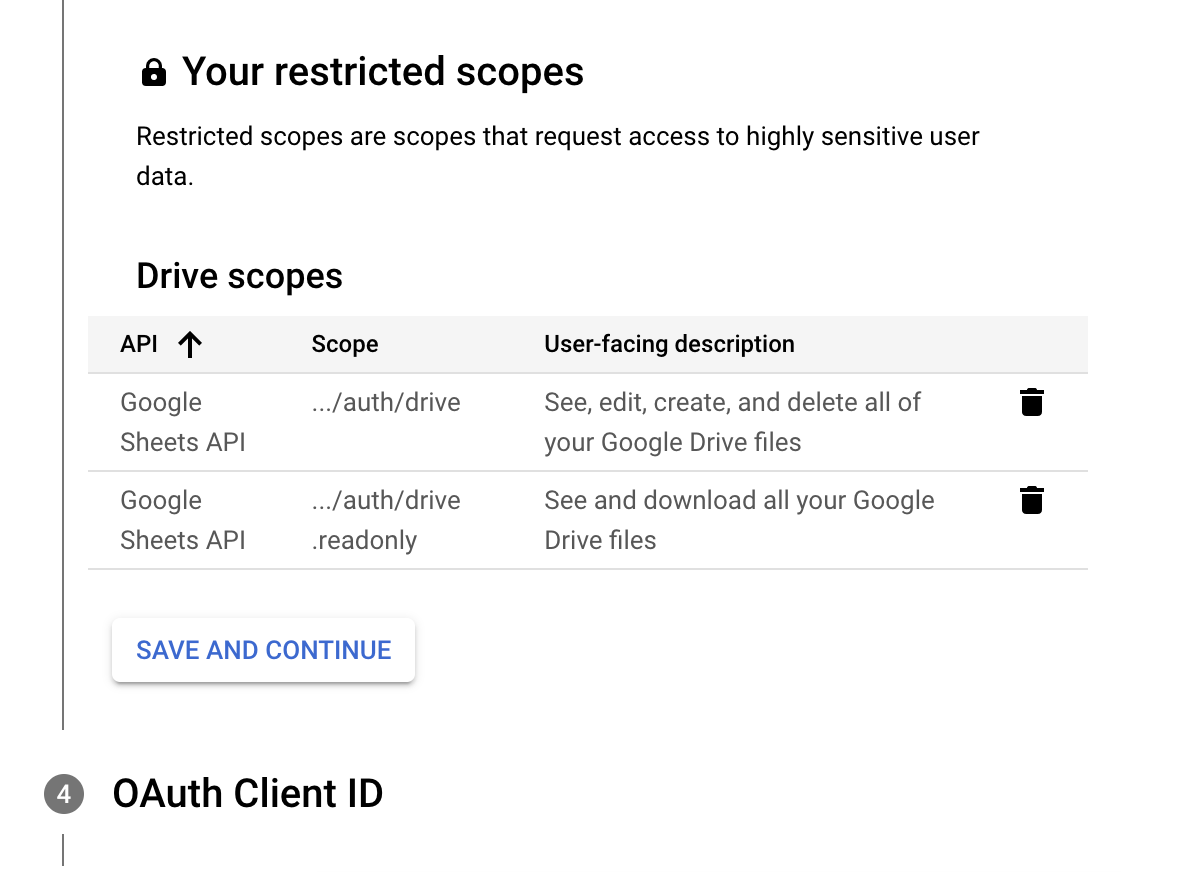 Your restricted scopes
Restricted scopes are scopes that request access to highly sensitive user
data.
Drive scopes
API Scope User-facing description
Google .../auth/drive See, edit, create, and delete all of
Sheets API your Google Drive files
Google .../auth/drive See and download all your Google
Sheets API .readonly Drive files
SAVE AND CONTINUE
4 OAuth Client ID